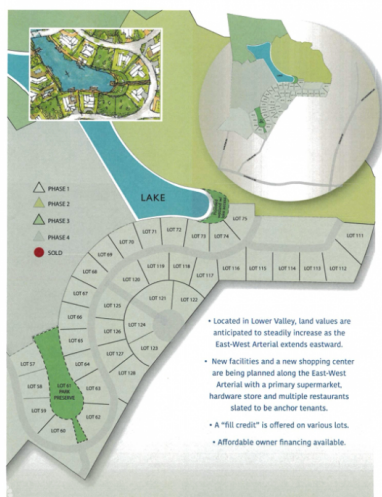 LAKE
PHASE 1
PHASE 2
PHASE 3
PHASE 4
SOLD
LOT 75
LOT 74
LOT 73
LOT 72
LOT 71
LOT 70
LOT 69
LOT 68
LOT 67
LOT 66
LOT 65
LOT 64
LOT 63
LOT 62
LOT 61
PARK
PRESERVE
LOT 60
LOT 59
LOT 58
LOT 57
LOT 111
LOT 112
LOT 113
LOT 114
LOT 115
LOT 116
LOT 117
LOT 118
LOT 119
LOT 120
LOT 121
LOT 122
LOT 123
LOT 124
LOT 125
LOT 126
LOT 127
LOT 128
• Located in Lower Valley, land values are
anticipated to steadily increase as the
East-West Arterial extends eastward.
• New facilities and a new shopping center
are being planned along the East-West
Arterial with a primary supermarket,
hardware store and multiple restaurants
slated to be anchor tenants.
• A "fill credit" is offered on various lots.
• Affordable owner financing available.